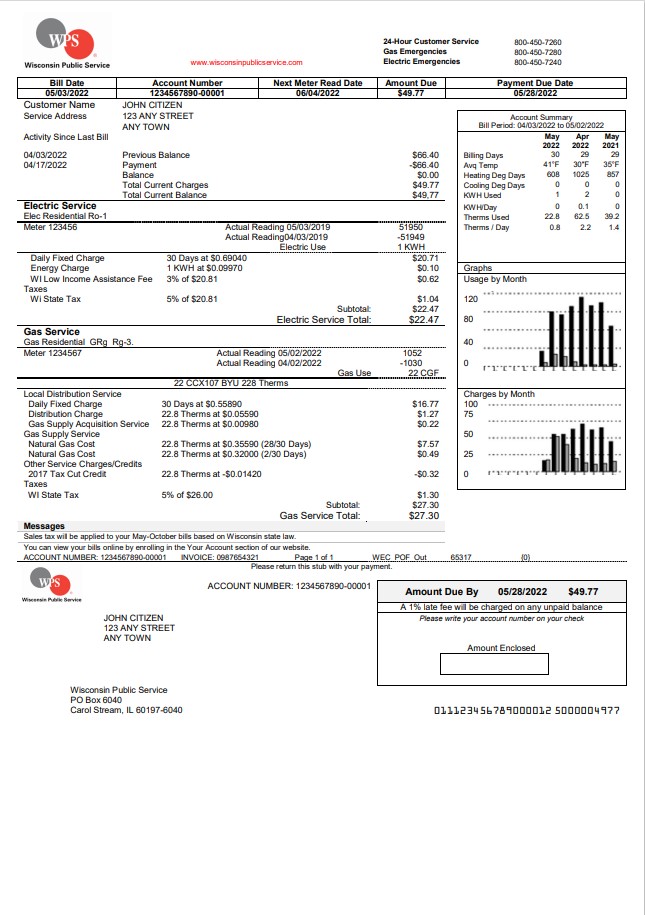 WPS
Wisconsin Public Service
www.wisconsinpublicservice.com
24-Hour Customer Service 800-450-7260
Gas Emergencies 800-450-7280
Electric Emergencies 800-450-7240
Bill Date Account Number Next Meter Read Date Amount Due Payment Due Date
05/03/2022 1234567890-00001 06/04/2022 $49.77 05/28/2022
Customer Name JOHN CITIZEN
Service Address 123 ANY STREET
ANY TOWN
Activity Since Last Bill
04/03/2022 Previous Balance $66.40
04/17/2022 Payment -$66.40
Balance $0.00
Total Current Charges $49.77
Total Current Balance $49,77
Electric Service
Elec Residential Ro-1
Meter 123456 Actual Reading 05/03/2019 51950
Actual Reading04/03/2019 -51949
Electric Use 1 KWH
Daily Fixed Charge 30 Days at $0.69040 $20.71
Energy Charge 1 KWH at $0.09970 $0.10
WI Low Income Assistance Fee 3% of $20.81 $0.62
Taxes
Wi State Tax 5% of $20.81 $1.04
Subtotal: $22.47
Electric Service Total: $22.47
Gas Service
Gas Residential GRg Rg-3.
Meter 1234567 Actual Reading 05/02/2022 1052
Actual Reading 04/02/2022 -1030
Gas Use 22 CGF
22 CCX107 BYU 228 Therms
Local Distribution Service
Daily Fixed Charge 30 Days at $0.55890 $16.77
Distribution Charge 22.8 Therms at $0.05590 $1.27
Gas Supply Acquisition Service 22.8 Therms at $0.00980 $0.22
Gas Supply Service
Natural Gas Cost 22.8 Therms at $0.35590 (28/30 Days) $7.57
Natural Gas Cost 22.8 Therms at $0.32000 (2/30 Days) $0.49
Other Service Charges/Credits
2017 Tax Cut Credit 22.8 Therms at -$0.01420 -$0.32
Taxes
WI State Tax 5% of $26.00 $1.30
Subtotal: $27.30
Gas Service Total: $27.30
Account Summary
Bill Period: 04/03/2022 to 05/02/2022
May Apr May
2022 2022 2021
Billing Days 30 29 29
Avq Temp 41°F 30°F 35°F
Heating Deg Days 608 1025 857
Cooling Deg Days 0 0 0
KWH Used 1 2 0
KWH/Day 0 0.1 0
Therms Used 22.8 62.5 39.2
Therms / Day 0.8 2.2 1.4
Graphs
Usage by Month
120
80
40
0
Charges by Month
100
75
50
25
0
Messages
Sales tax will be applied to your May-October bills based on Wisconsin state law.
You can view your bills online by enrolling in the Your Account section of our website.
ACCOUNT NUMBER: 1234567890-00001 INVOICE: 0987654321 Page 1 of 1 WEC_POF_Out 65317 {0}
Please return this stub with your payment.
WPS
Wisconsin Public Service
ACCOUNT NUMBER: 1234567890-00001
Amount Due By 05/28/2022 $49.77
A 1% late fee will be charged on any unpaid balance
Please write your account number on your check
Amount Enclosed
JOHN CITIZEN
123 ANY STREET
ANY TOWN
Wisconsin Public Service
PO Box 6040
Carol Stream, IL 60197-6040
011123456789000012 5000004977